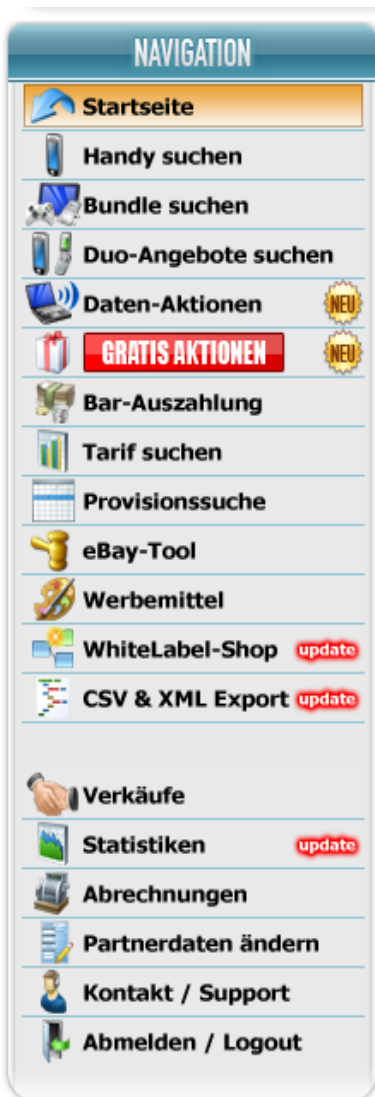 NAVIGATION
Startseite
Handy suchen
Bundle suchen
Duo-Angebote suchen
Daten-Aktionen NEU
GRATIS AKTIONEN NEU
Bar-Auszahlung
Tarif suchen
Provisionssuche
eBay-Tool
Werbemittel
WhiteLabel-Shop update
CSV & XML Export update
Verkäufe
Statistiken update
Abrechnungen
Partnerdaten ändern
Kontakt / Support
Abmelden / Logout